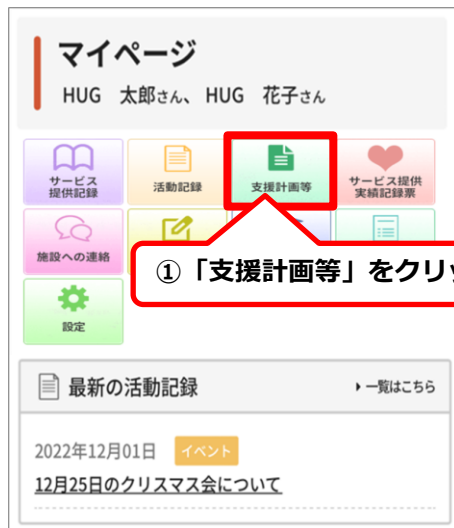 マイページ
HUG 太郎さん、HUG 花子さん
サービス
提供記録
活動記録
支援計画等
サービス提供
実績記録票
施設への連絡
①「支援計画等」をクリッ
設定
最新の活動記録
一覧はこちら
2022年12月01日 イベント
12月25日のクリスマス会について